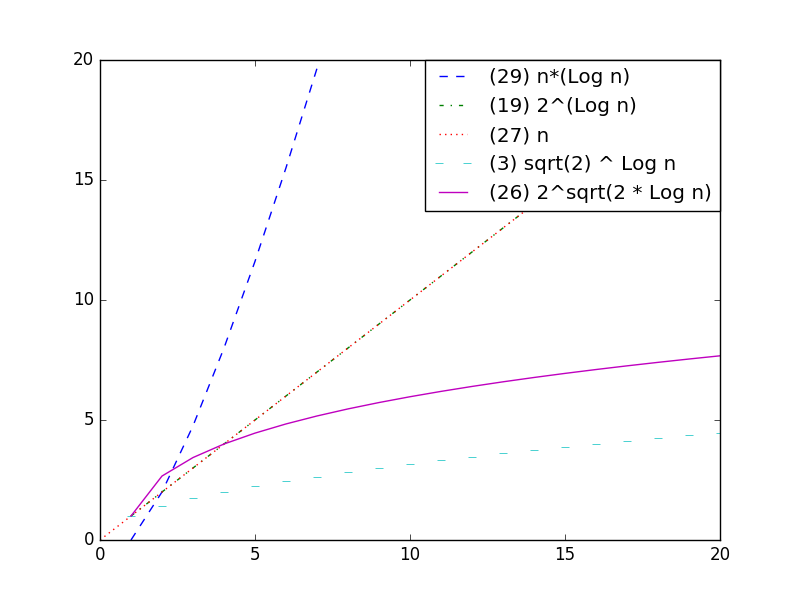 20
15
10
5
0
(29) n*(Log n)
(19) 2^(Log n)
(27) n
(3) sqrt(2) ^ Log n
(26) 2^sqrt(2 * Log n)
0 5 10 15 20